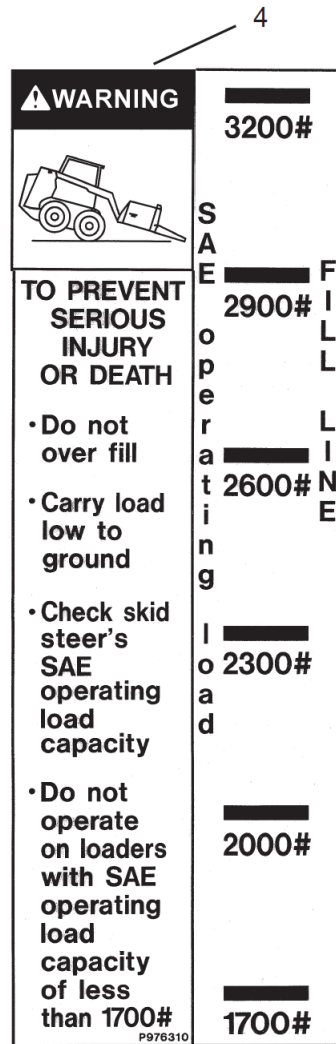 4
WARNING
TO PREVENT
SERIOUS
INJURY
OR DEATH
• Do not
over fill
• Carry load
low to
ground
• Check skid
steer's
SAE
operating
load
capacity
• Do not
operate
on loaders
with SAE
operating
load
capacity
of less
than 1700#
P976310
SAE operating load
3200#
2900#
2600#
2300#
2000#
1700#
FILL LINE